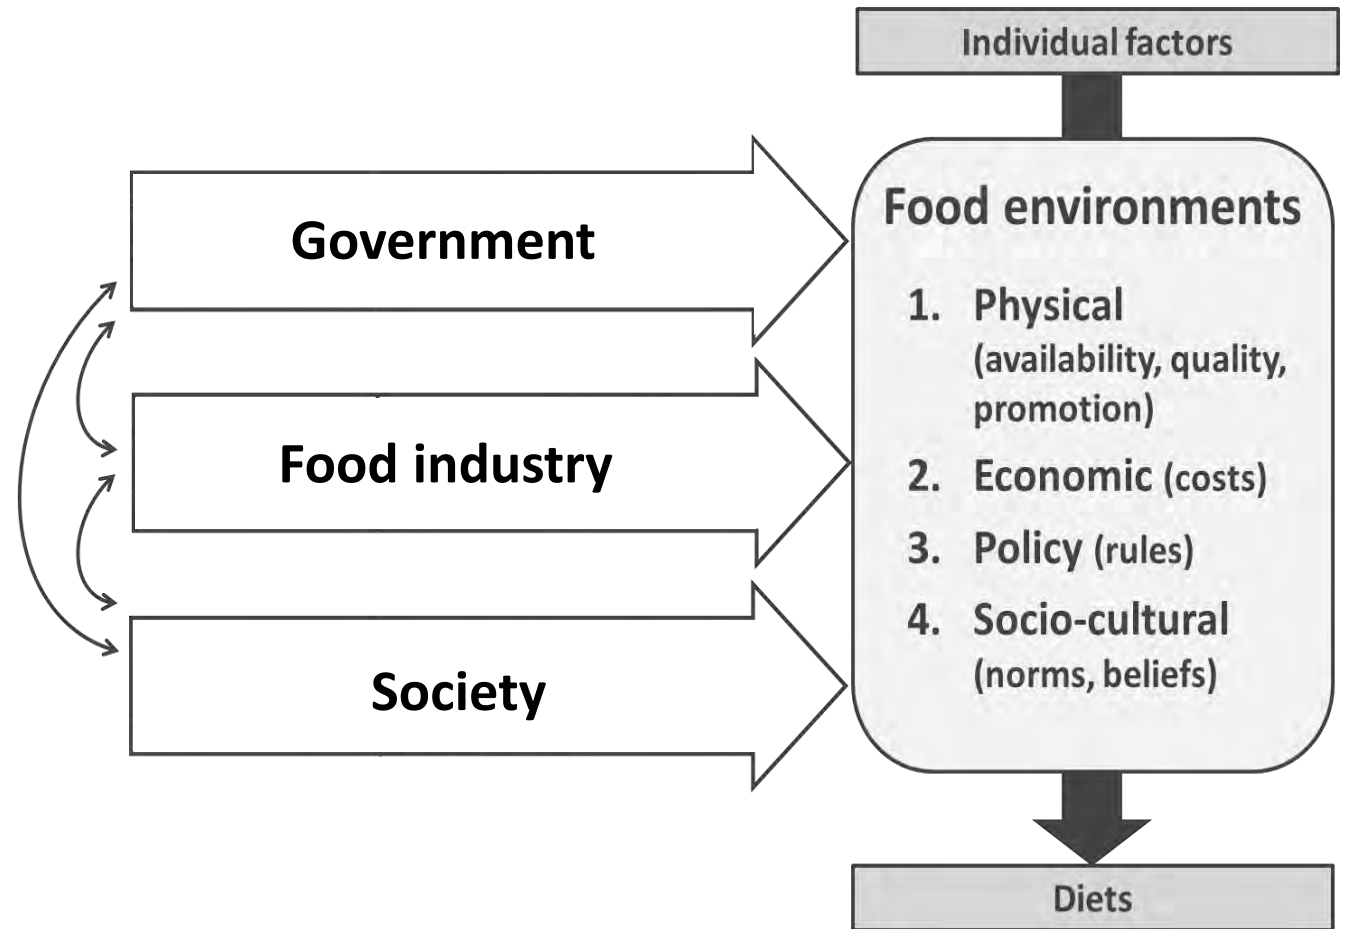 Individual factors
Government
Food industry
Society
Food environments
1. Physical
(availability, quality,
promotion)
2. Economic (costs)
3. Policy (rules)
4. Socio-cultural
(norms, beliefs)
Diets